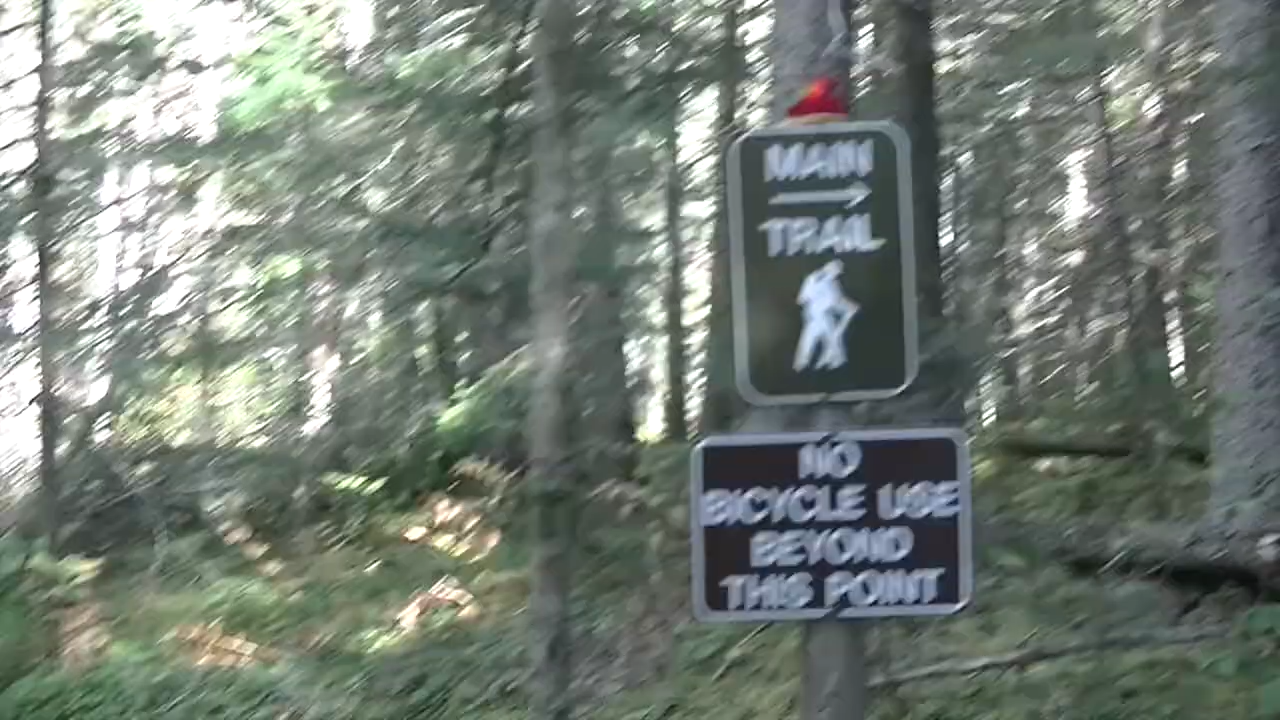 MAIN
TRAIL
NO
BICYCLE USE
BEYOND
THIS POINT